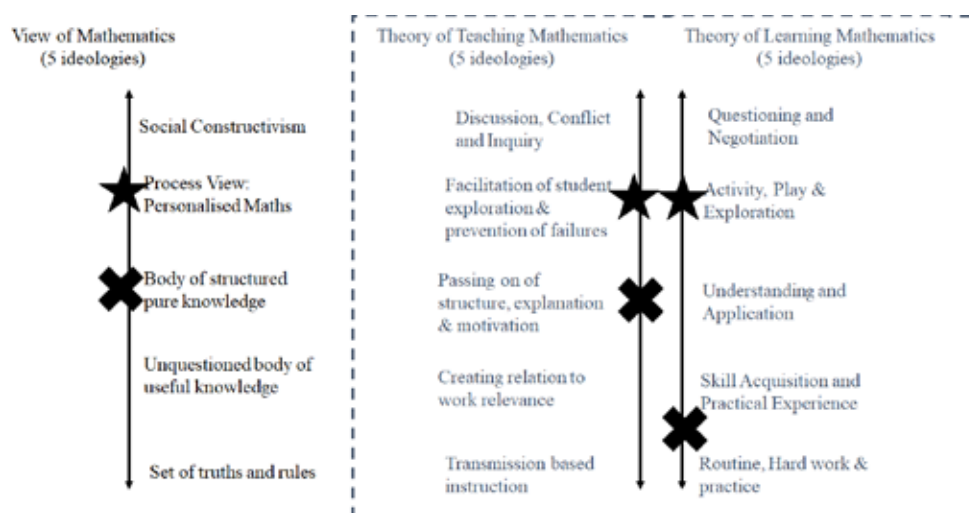 View of Mathematics
(5 ideologies)
Social Constructivism
Process View:
Personalised Maths
Body of structured
pure knowledge
Unquestioned body of
useful knowledge
Set of truths and rules
Theory of Teaching Mathematics
(5 ideologies)
Discussion, Conflict
and Inquiry
Facilitation of student
exploration &
prevention of failures
Passing on of
structure, explanation
& motivation
Creating relation to
work relevance
Transmission based
instruction
Theory of Learning Mathematics
(5 ideologies)
Questioning and
Negotiation
Activity, Play &
Exploration
Understanding and
Application
Skill Acquisition and
Practical Experience
Routine, Hard work &
practice